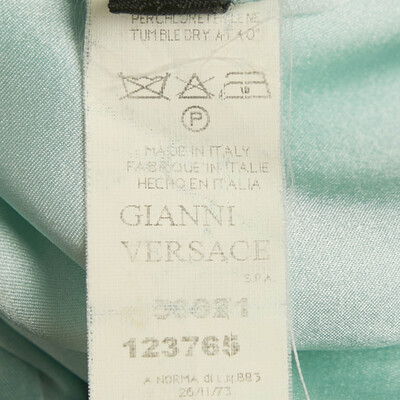 PERCHLORETHYLENE
TUMBLE DRY AT 40°
P
MADE IN ITALY
FABRIQUE EN ITALIE
HECHO EN ITALIA
GIANNI
VERSACE
S.P.A.
123765
A NORMA di L.N.883
26/11/73